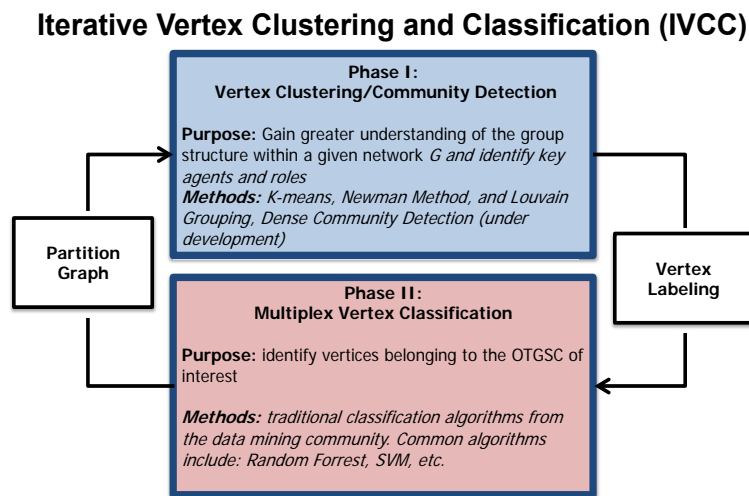 Iterative Vertex Clustering and Classification (IVCC)
Phase I:
Vertex Clustering/Community Detection
Purpose: Gain greater understanding of the group
structure within a given network G and identify key
agents and roles
Methods: K-means, Newman Method, and Louvain
Grouping, Dense Community Detection (under
development)
Partition
Graph
Vertex
Labeling
Phase II:
Multiplex Vertex Classification
Purpose: identify vertices belonging to the OTGSC of
interest
Methods: traditional classification algorithms from
the data mining community. Common algorithms
include: Random Forrest, SVM, etc.